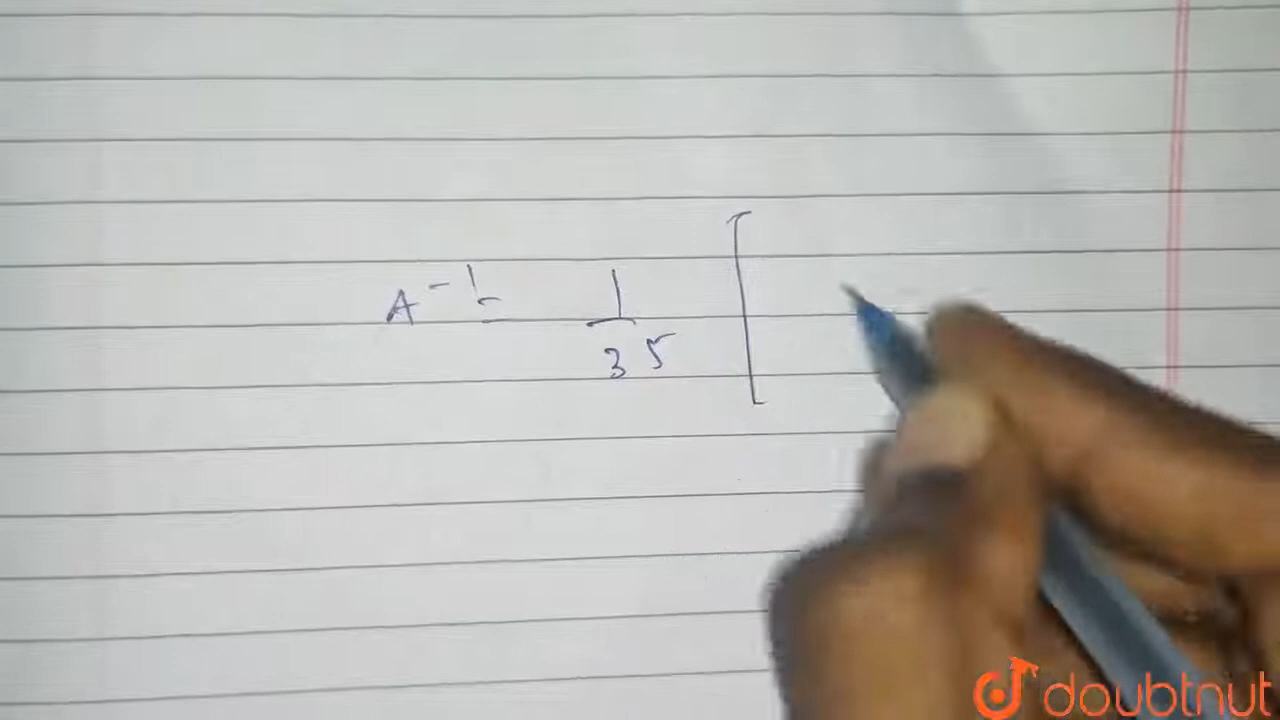 A⁻¹ = 1/35 [
doubtnut